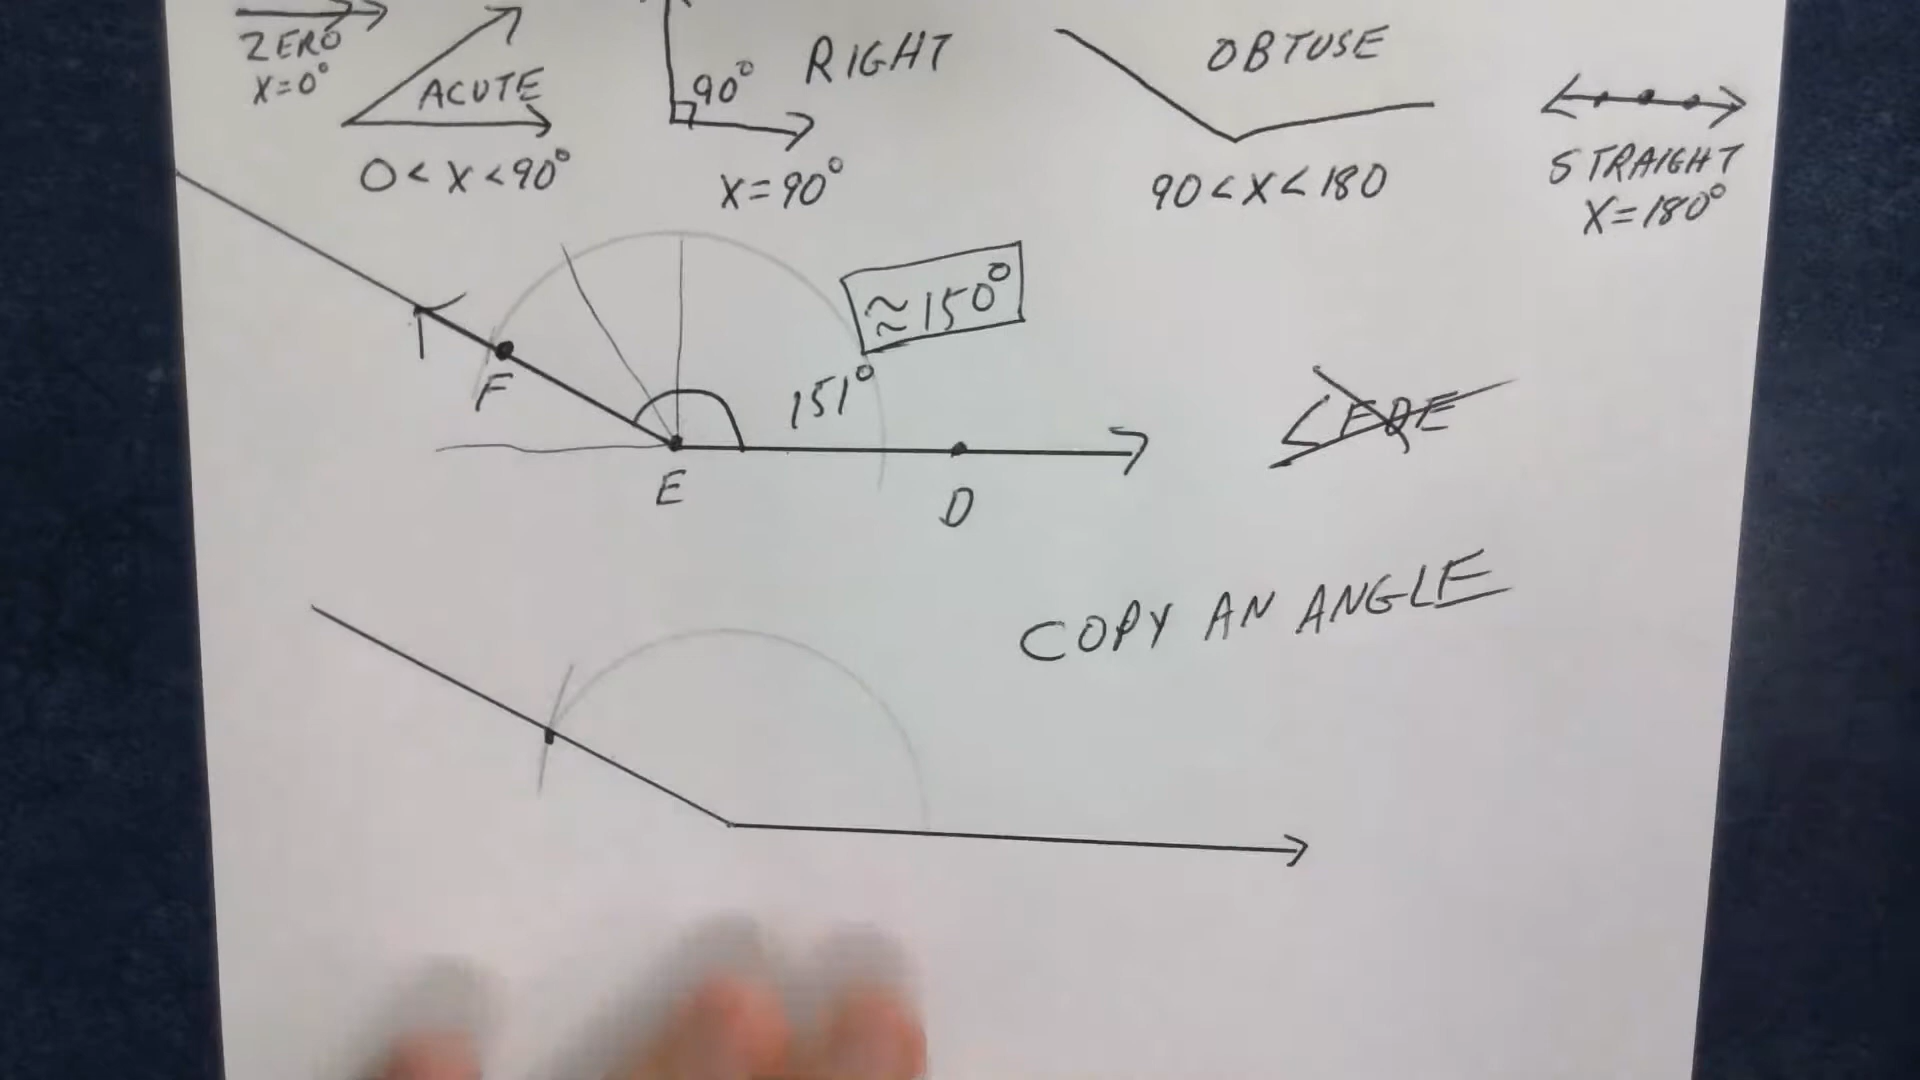 ZERO
X=0°
ACUTE
0<X<90°
90°
RIGHT
X=90°
OBTUSE
90<X<180
STRAIGHT
X=180°
≈150°
151°
F
E
D
COPY AN ANGLE